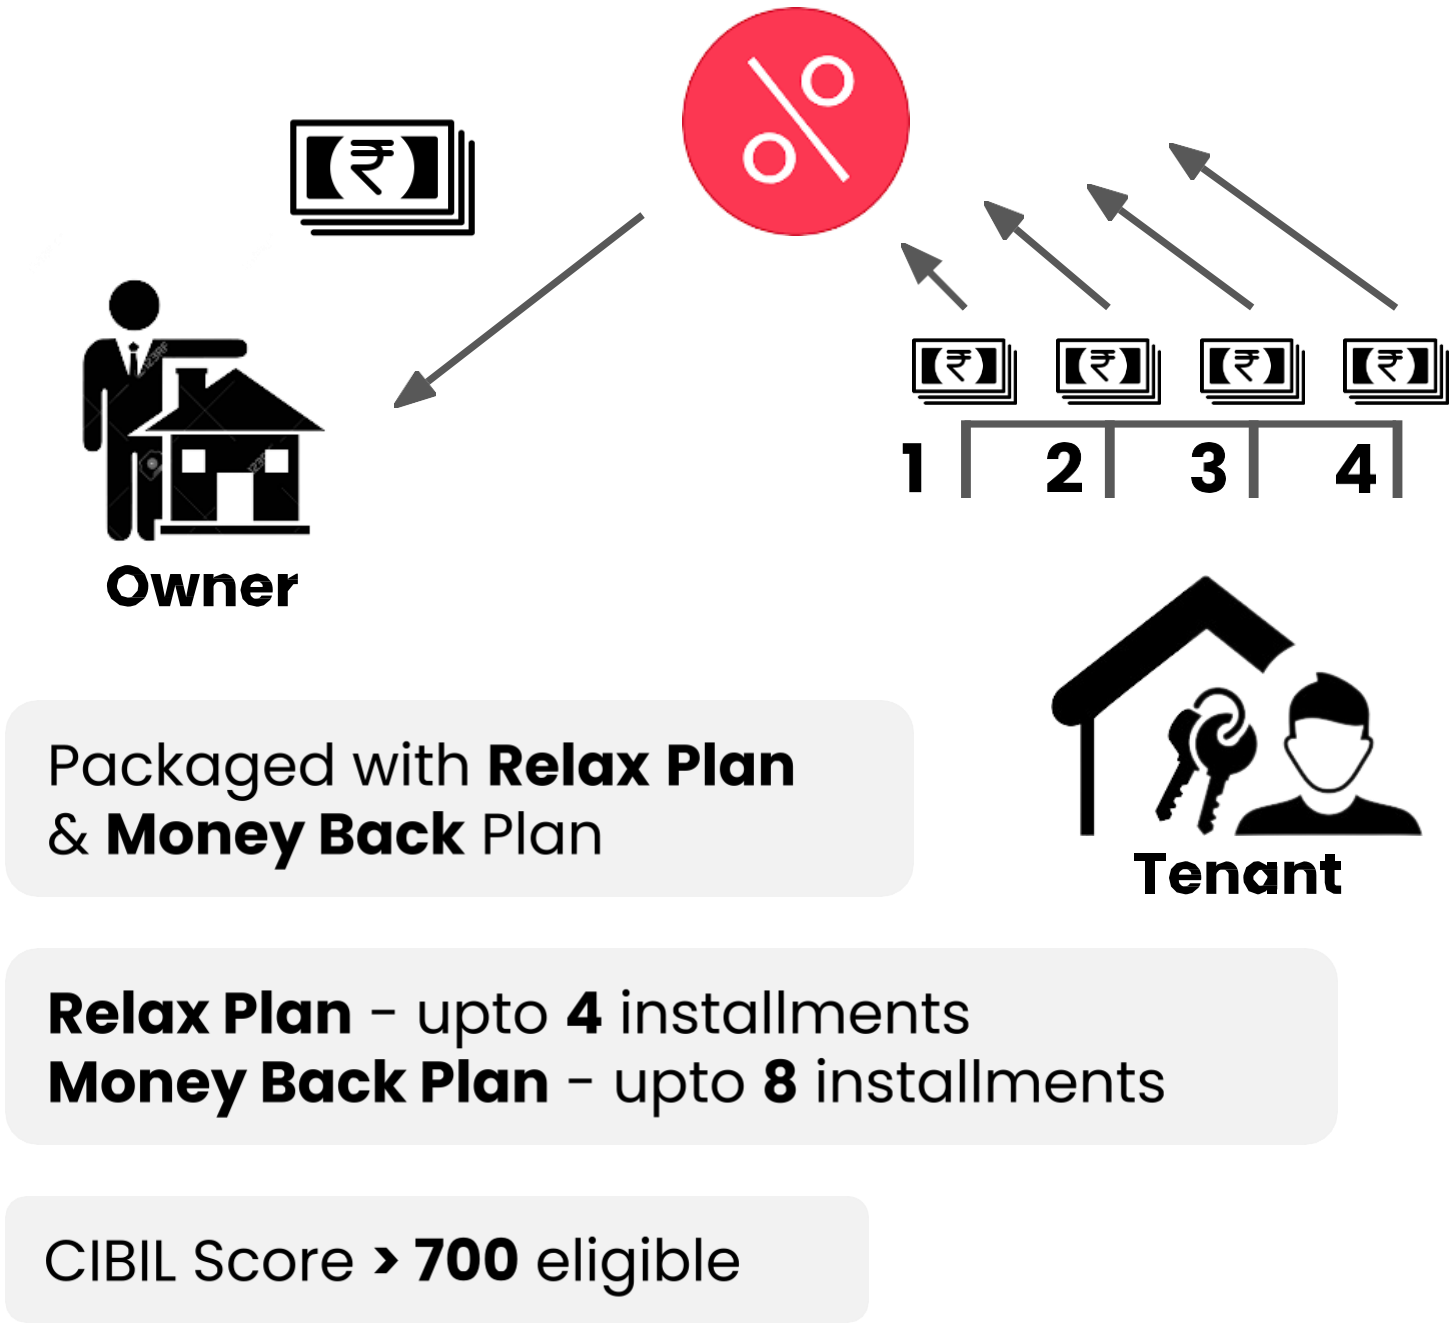 %
₹
₹ ₹ ₹ ₹
1 2 3 4
123RF
Owner
Tenant
Packaged with Relax Plan
& Money Back Plan
Relax Plan - upto 4 installments
Money Back Plan - upto 8 installments
CIBIL Score > 700 eligible